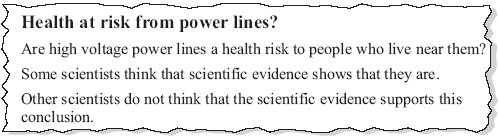 Health at risk from power lines?
Are high voltage power lines a health risk to people who live near them?
Some scientists think that scientific evidence shows that they are.
Other scientists do not think that the scientific evidence supports this
conclusion.